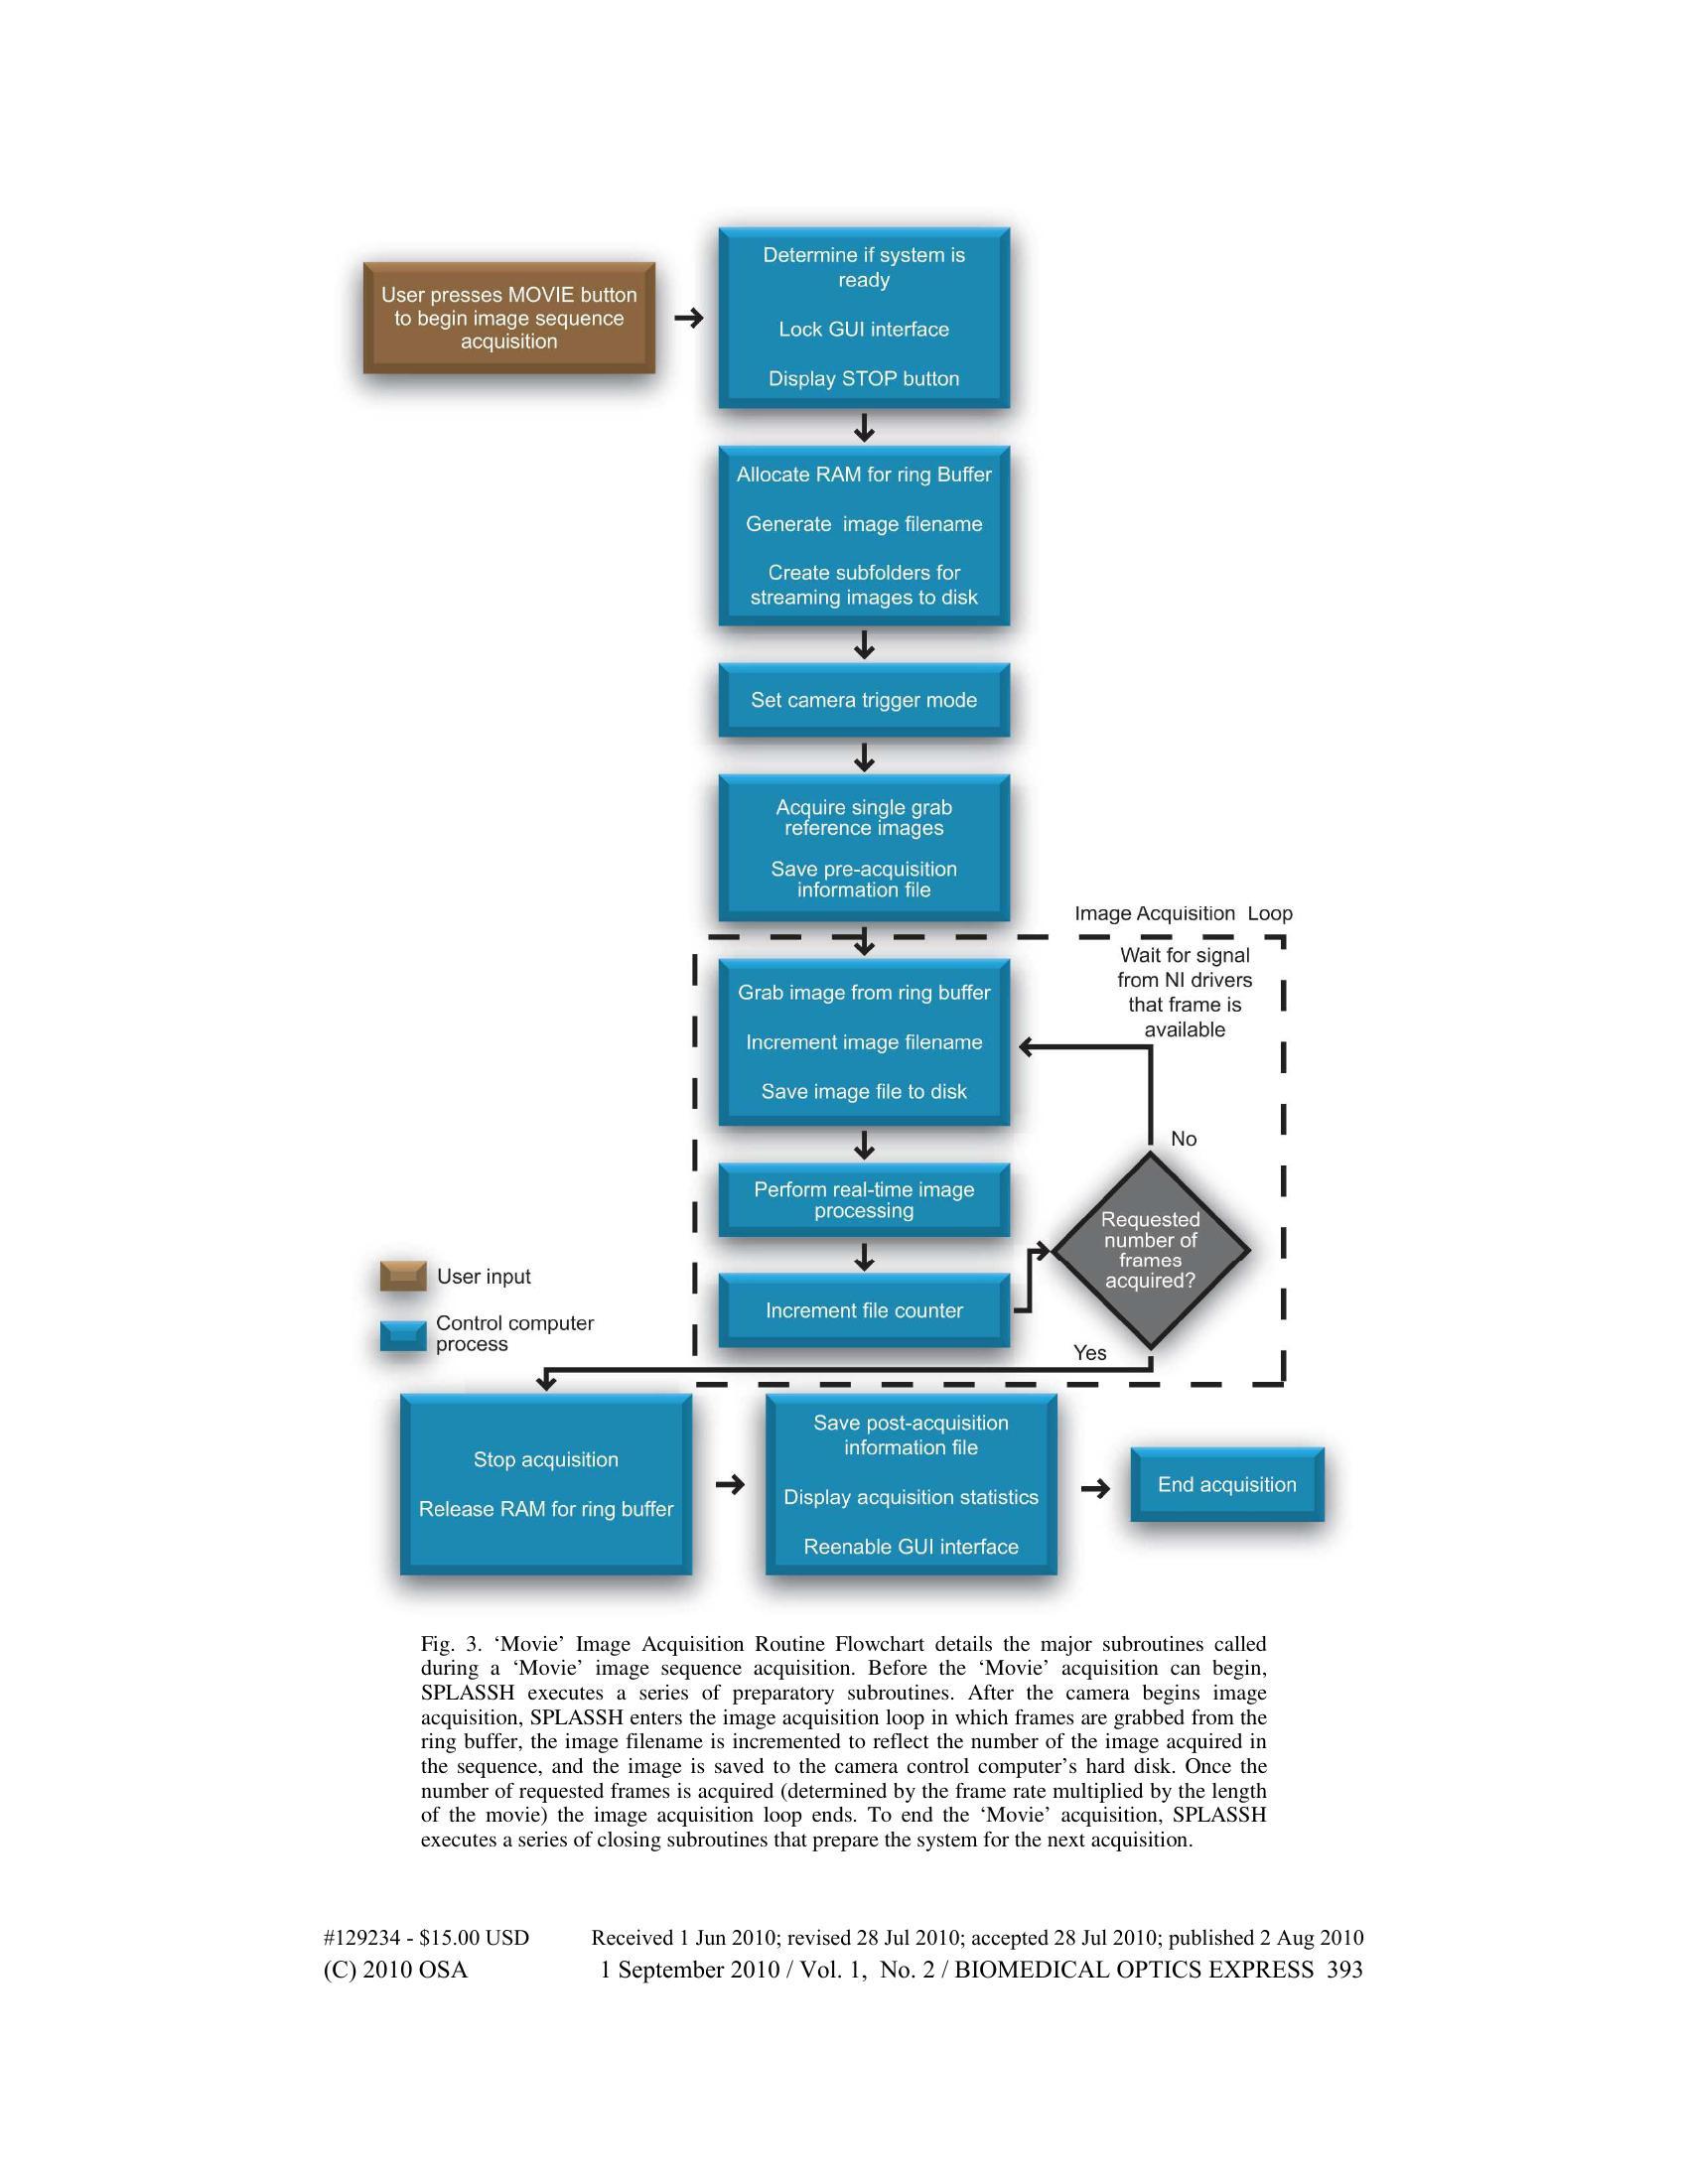 User presses MOVIE button
to begin image sequence
acquisition
Determine if system is
ready
Lock GUI interface
Display STOP button
Allocate RAM for ring Buffer
Generate  image filename
Create subfolders for
streaming images to disk
Set camera trigger mode
Acquire single grab
reference images
Save pre-acquisition
information file
Image Acquisition  Loop
Wait for signal
from NI drivers
that frame is
available
Grab image from ring buffer
Increment image filename
Save image file to disk
No
Perform real-time image
processing
Requested
number of
frames
acquired?
Increment file counter
User input
Control computer
process
Yes
Stop acquisition
Release RAM for ring buffer
Save post-acquisition
information file
Display acquisition statistics
Reenable GUI interface
End acquisition
Fig. 3. ‘Movie’ Image Acquisition Routine Flowchart details the major subroutines called
during a ‘Movie’ image sequence acquisition. Before the ‘Movie’ acquisition can begin,
SPLASSH executes a series of preparatory subroutines. After the camera begins image
acquisition, SPLASSH enters the image acquisition loop in which frames are grabbed from the
ring buffer, the image filename is incremented to reflect the number of the image acquired in
the sequence, and the image is saved to the camera control computer’s hard disk. Once the
number of requested frames is acquired (determined by the frame rate multiplied by the length
of the movie) the image acquisition loop ends. To end the ‘Movie’ acquisition, SPLASSH
executes a series of closing subroutines that prepare the system for the next acquisition.
#129234 - $15.00 USD Received 1 Jun 2010; revised 28 Jul 2010; accepted 28 Jul 2010; published 2 Aug 2010
(C) 2010 OSA 1 September 2010 / Vol. 1,  No. 2 / BIOMEDICAL OPTICS EXPRESS  393